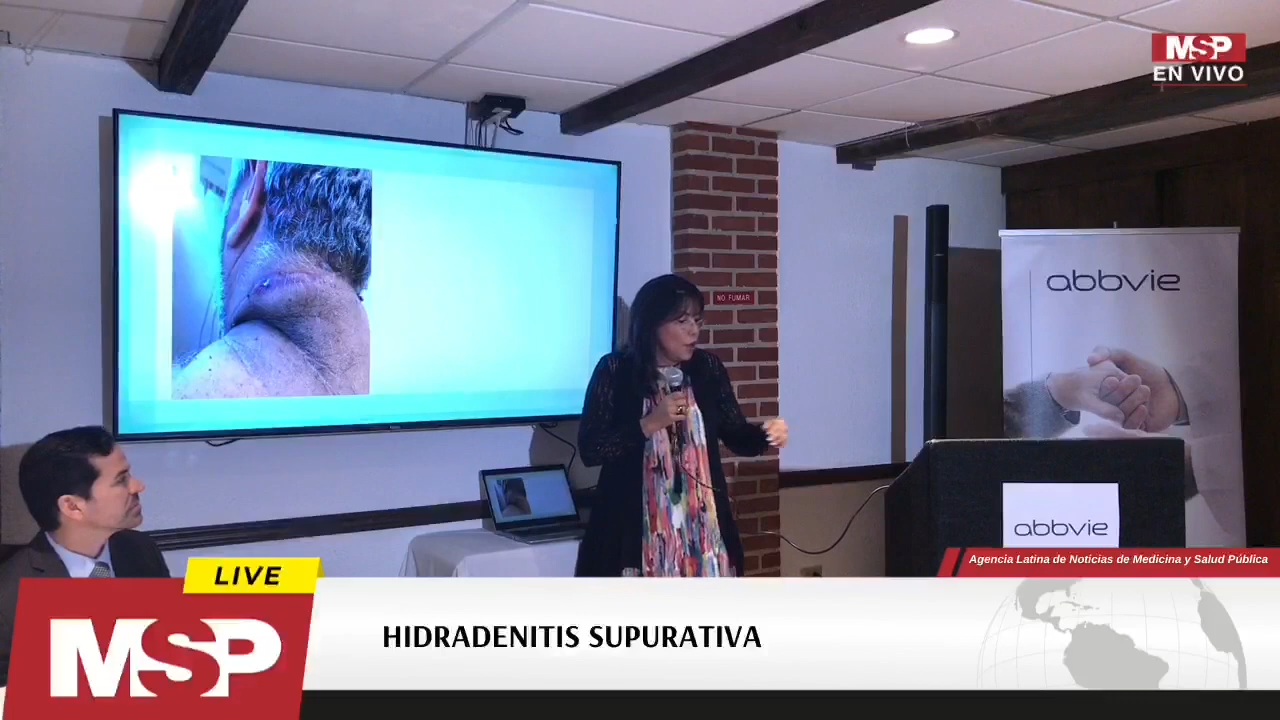 MSP
EN VIVO
NO FUMAR
abbvie
abbvie
Agencia Latina de Noticias de Medicina y Salud Pública
LIVE
MSP
HIDRADENITIS SUPURATIVA